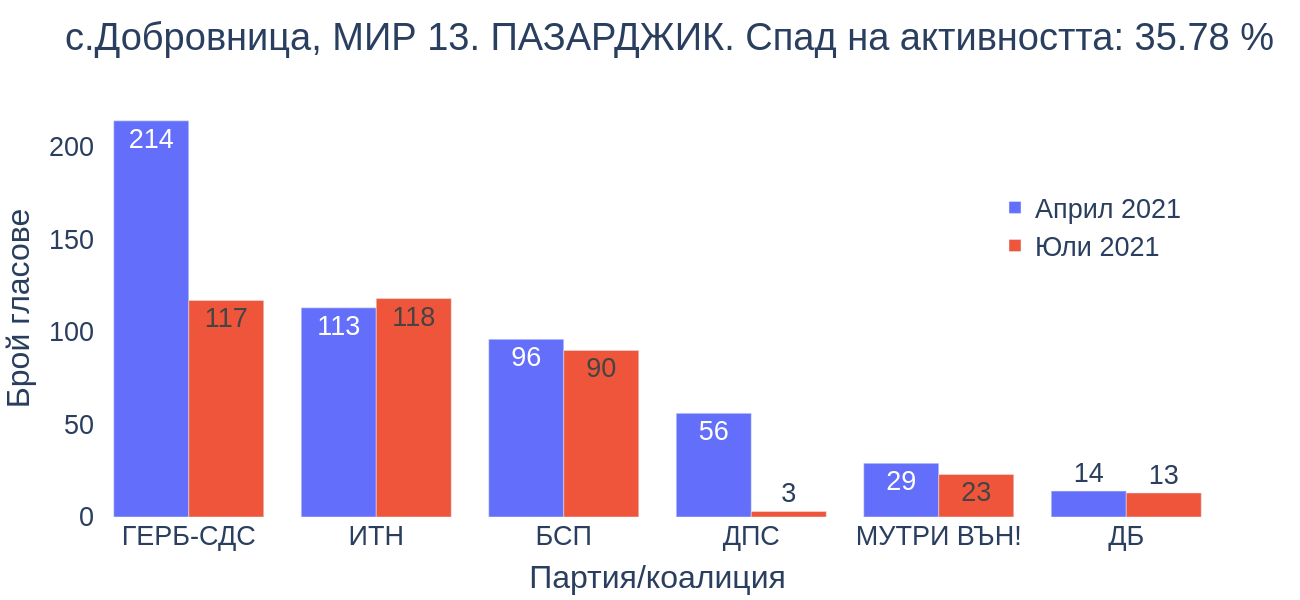 с.Добровница, МИР 13. ПАЗАРДЖИК. Спад на активността: 35.78 %
Брой гласове
200
150
100
50
0
214
117
113
118
96
90
56
3
29
23
14
13
Април 2021
Юли 2021
ГЕРБ-СДС
ИТН
БСП
ДПС
МУТРИ ВЪН!
ДБ
Партия/коалиция